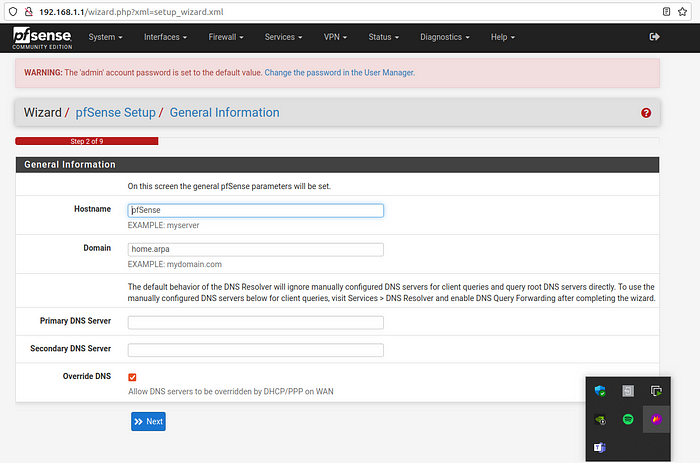 192.168.1.1/wizard.php?xml=setup_wizard.xml
pfsense
COMMUNITY EDITION
System
Interfaces
Firewall
Services
VPN
Status
Diagnostics
Help
WARNING: The 'admin' account password is set to the default value. Change the password in the User Manager.
Wizard / pfSense Setup / General Information
Step 2 of 9
General Information
On this screen the general pfSense parameters will be set.
Hostname
pfSense
EXAMPLE: myserver
Domain
home.arpa
EXAMPLE: mydomain.com
The default behavior of the DNS Resolver will ignore manually configured DNS servers for client queries and query root DNS servers directly. To use the
manually configured DNS servers below for client queries, visit Services > DNS Resolver and enable DNS Query Forwarding after completing the wizard.
Primary DNS Server
Secondary DNS Server
Override DNS
Allow DNS servers to be overridden by DHCP/PPP on WAN
Next